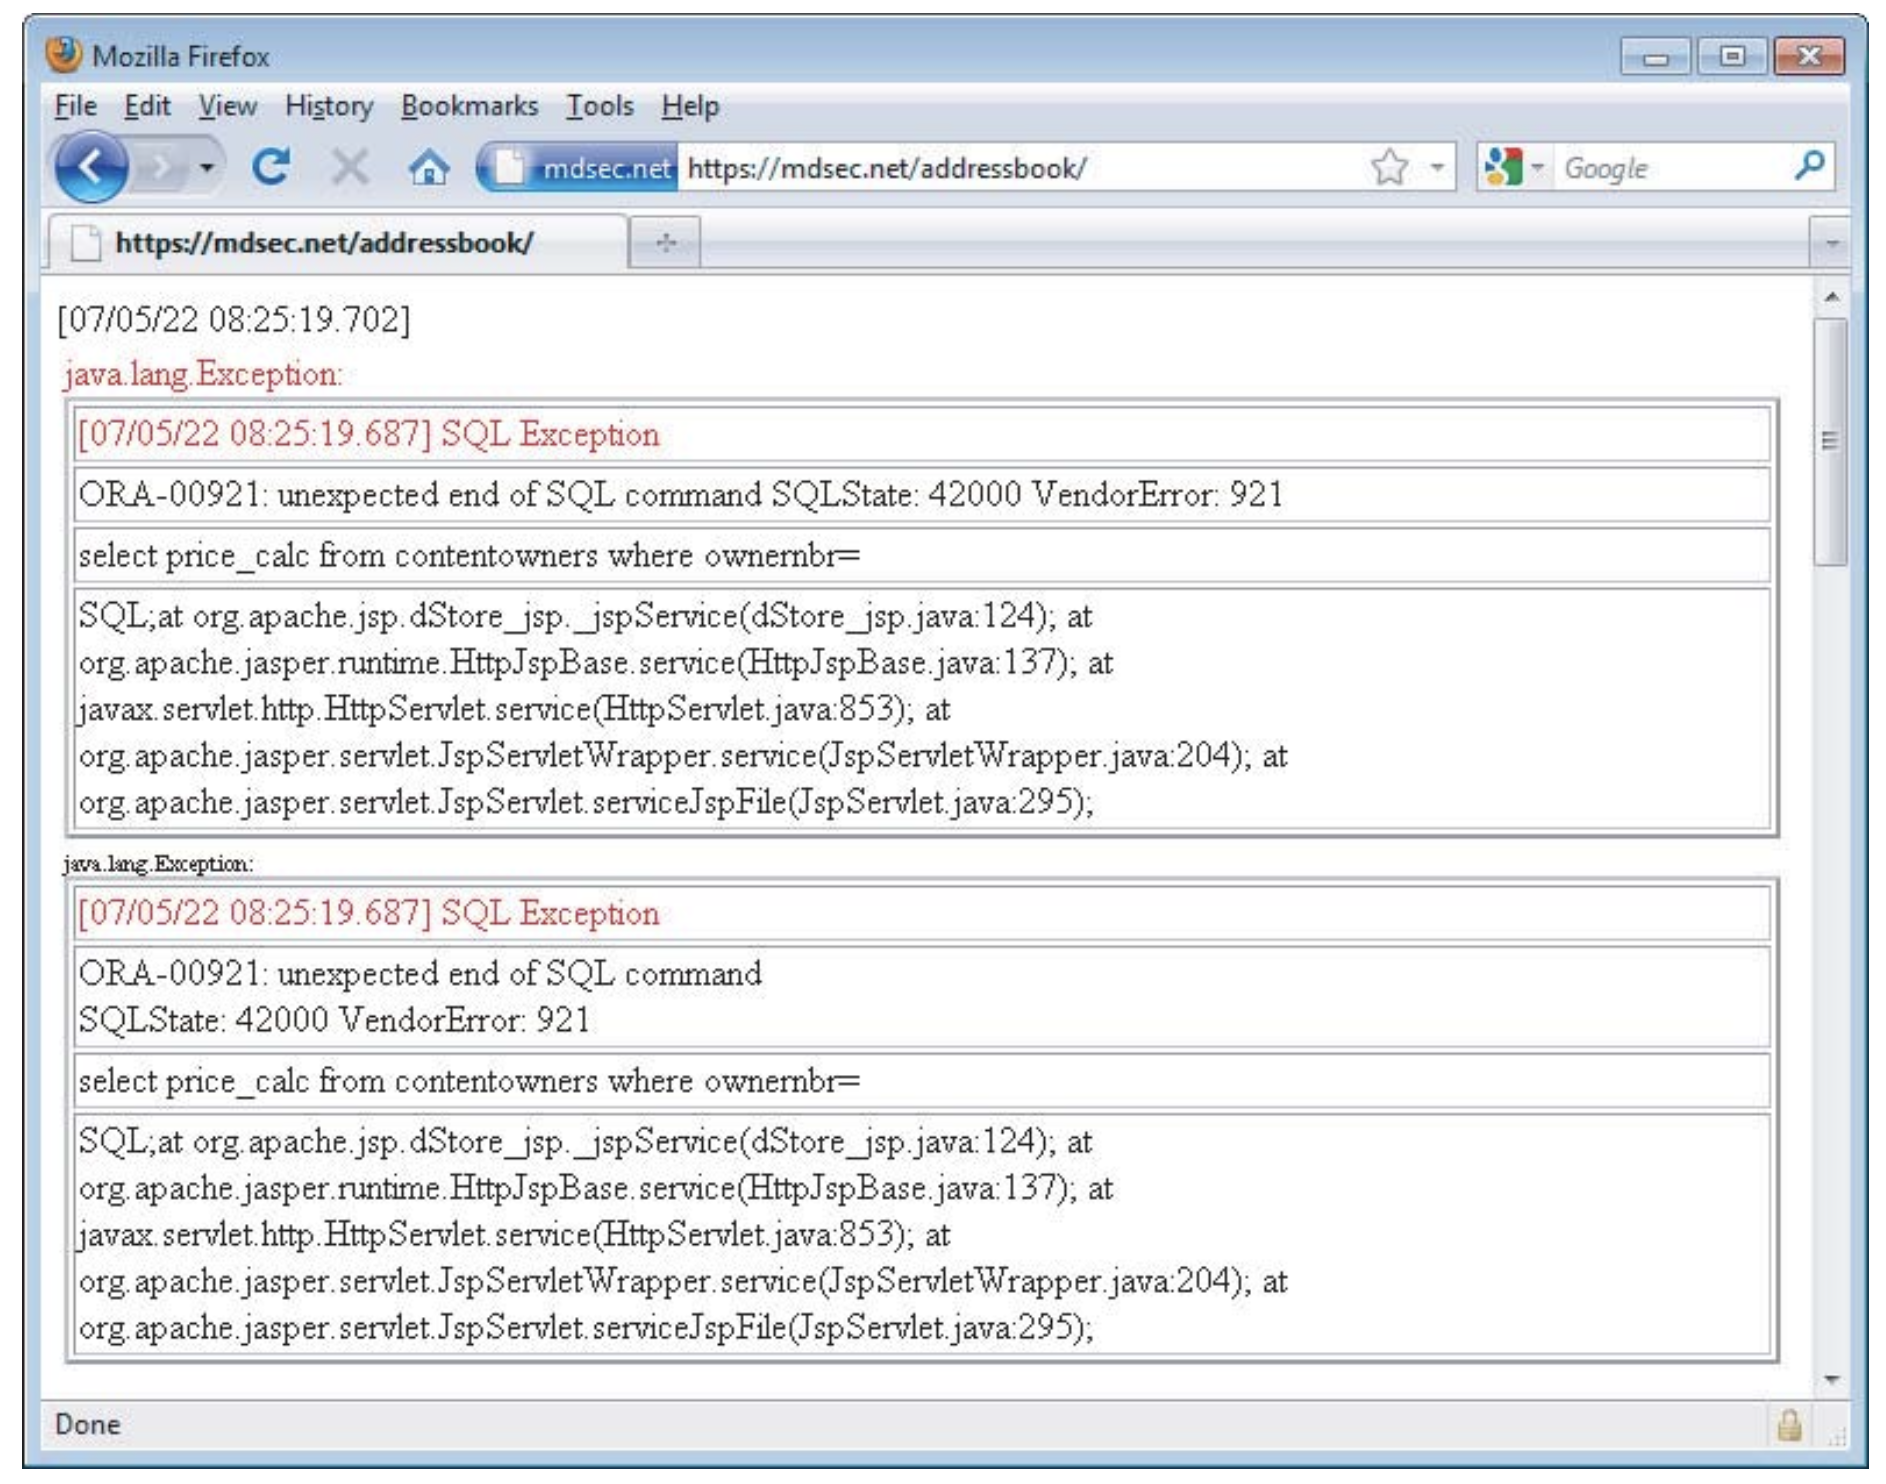 Mozilla Firefox
File Edit View History Bookmarks Tools Help
mdsec.net https://mdsec.net/addressbook/ Google
https://mdsec.net/addressbook/
[07/05/22 08:25:19.702]
java.lang.Exception:
[07/05/22 08:25:19.687] SQL Exception
ORA-00921: unexpected end of SQL command SQLState: 42000 VendorError: 921
select price_calc from contentowners where ownernbr=
SQL;at org.apache.jsp.dStore_jsp._jspService(dStore_jsp.java:124); at
org.apache.jasper.runtime.HttpJspBase.service(HttpJspBase.java:137); at
javax.servlet.http.HttpServlet.service(HttpServlet.java:853); at
org.apache.jasper.servlet.JspServletWrapper.service(JspServletWrapper.java:204); at
org.apache.jasper.servlet.JspServlet.serviceJspFile(JspServlet.java:295);
java.lang.Exception:
[07/05/22 08:25:19.687] SQL Exception
ORA-00921: unexpected end of SQL command
SQLState: 42000 VendorError: 921
select price_calc from contentowners where ownernbr=
SQL;at org.apache.jsp.dStore_jsp._jspService(dStore_jsp.java:124); at
org.apache.jasper.runtime.HttpJspBase.service(HttpJspBase.java:137); at
javax.servlet.http.HttpServlet.service(HttpServlet.java:853); at
org.apache.jasper.servlet.JspServletWrapper.service(JspServletWrapper.java:204); at
org.apache.jasper.servlet.JspServlet.serviceJspFile(JspServlet.java:295);
Done